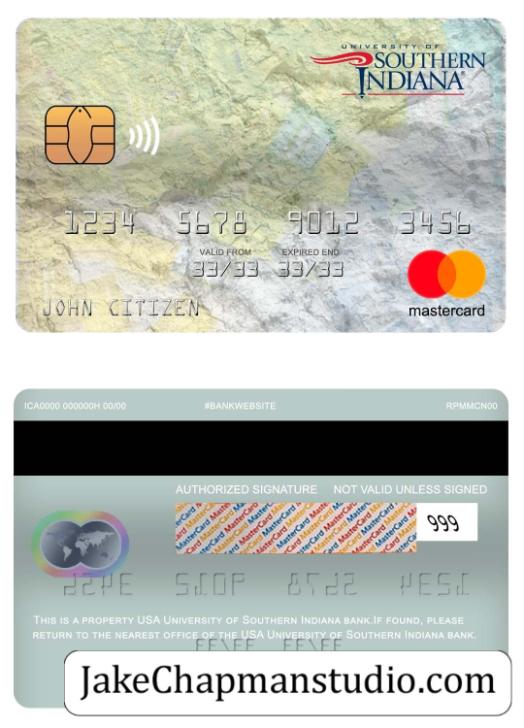 UNIVERSITY OF
SOUTHERN
INDIANA®
1234 5678 9012 3456
VALID FROM EXPIRED END
33/33 33/33
JOHN CITIZEN
mastercard
ICA0000 000000H 00/00 #BANKWEBSITE RPMMCN00
AUTHORIZED SIGNATURE NOT VALID UNLESS SIGNED
MasterCard MasterCard MasterCard
999
THIS IS A PROPERTY USA UNIVERSITY OF SOUTHERN INDIANA BANK.IF FOUND, PLEASE
RETURN TO THE NEAREST OFFICE OF THE USA UNIVERSITY OF SOUTHERN INDIANA BANK.
JakeChapmanstudio.com